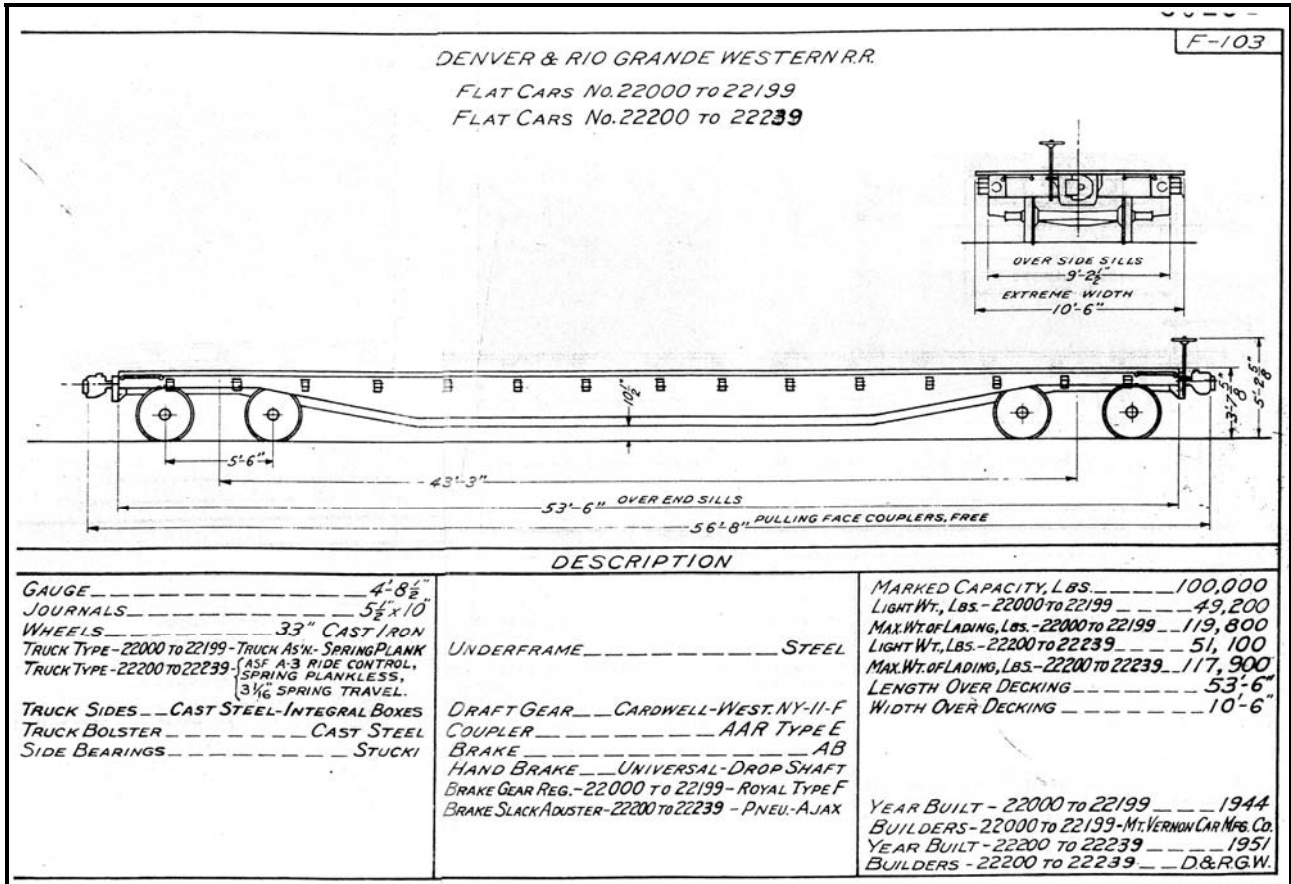 F-103
DENVER & RIO GRANDE WESTERN R.R.
FLAT CARS No. 22000 TO 22199
FLAT CARS No. 22200 TO 22239
OVER SIDE SILLS
9'-2½"
EXTREME WIDTH
10'-6"
10½"
3'-7⅝"
5'-2⅝"
5'-6"
43'-3"
53'-6" OVER END SILLS
56'-8" PULLING FACE COUPLERS, FREE
DESCRIPTION
GAUGE 4'-8½"
JOURNALS 5½" x 10"
WHEELS 33" CAST IRON
TRUCK TYPE-22000 TO 22199-TRUCK AS'N.-SPRING PLANK
TRUCK TYPE-22200 TO 22239-{ASF A-3 RIDE CONTROL,
SPRING PLANKLESS,
3 1/16" SPRING TRAVEL.
TRUCK SIDES CAST STEEL-INTEGRAL BOXES
TRUCK BOLSTER CAST STEEL
SIDE BEARINGS STUCKI
UNDERFRAME STEEL
DRAFT GEAR CARDWELL-WEST. NY-11-F
COUPLER AAR TYPE E
BRAKE AB
HAND BRAKE UNIVERSAL-DROP SHAFT
BRAKE GEAR REG.-22000 TO 22199-ROYAL TYPE F
BRAKE SLACK ADUSTER-22200 TO 22239-PNEU.-AJAX
MARKED CAPACITY, LBS. 100,000
LIGHT WT., LBS.-22000 TO 22199 49,200
MAX. WT. OF LADING, LBS.-22000 TO 22199 119,800
LIGHT WT., LBS.-22200 TO 22239 51,100
MAX. WT. OF LADING, LBS.-22200 TO 22239 117,900
LENGTH OVER DECKING 53'-6"
WIDTH OVER DECKING 10'-6"
YEAR BUILT - 22000 TO 22199 1944
BUILDERS-22000 TO 22199-MT. VERNON CAR MFG. CO.
YEAR BUILT - 22200 TO 22239 1951
BUILDERS - 22200 TO 22239 D.&R.G.W.